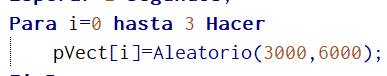 Para i=0 hasta 3 Hacer
pVect[i]=Aleatorio(3000,6000);